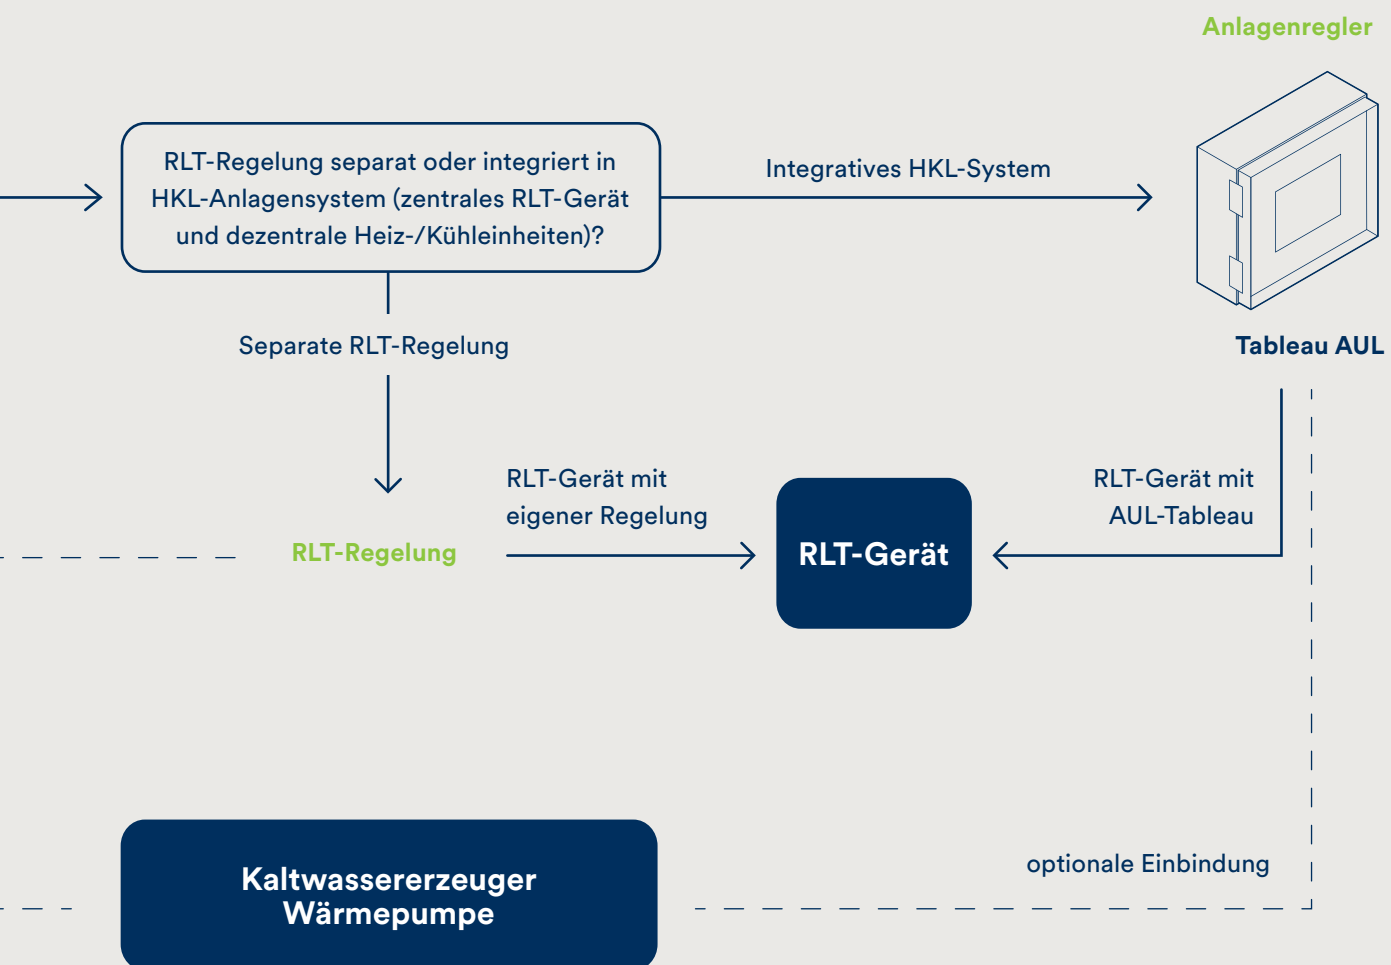 Anlagenregler
RLT-Regelung separat oder integriert in
HKL-Anlagensystem (zentrales RLT-Gerät
und dezentrale Heiz-/Kühleinheiten)?
Integratives HKL-System
Separate RLT-Regelung
Tableau AUL
RLT-Gerät mit
eigener Regelung
RLT-Gerät mit
AUL-Tableau
RLT-Regelung
RLT-Gerät
optionale Einbindung
Kaltwassererzeuger
Wärmepumpe